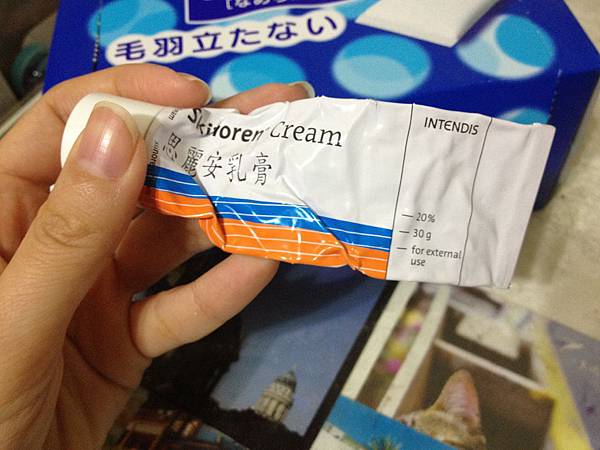 毛羽立たない
Skinoren Cream
思麗安乳膏
INTENDIS
— 20%
— 30 g
— for external
use